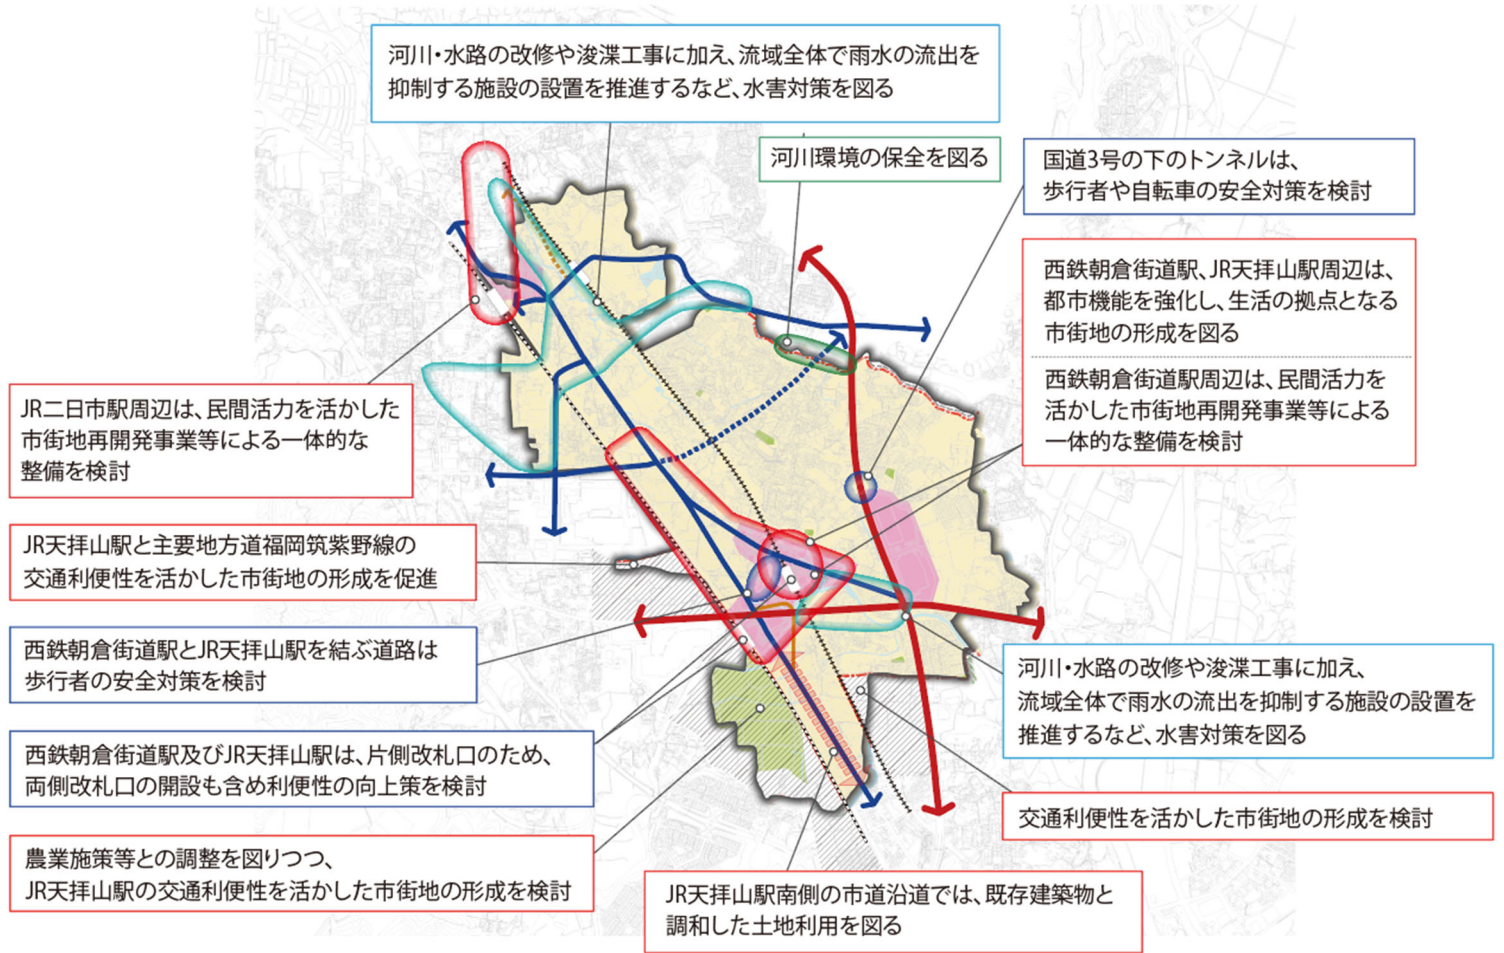 河川・水路の改修や浚渫工事に加え、流域全体で雨水の流出を
抑制する施設の設置を推進するなど、水害対策を図る
河川環境の保全を図る
国道3号の下のトンネルは、
歩行者や自転車の安全対策を検討
西鉄朝倉街道駅、JR天拝山駅周辺は、
都市機能を強化し、生活の拠点となる
市街地の形成を図る
西鉄朝倉街道駅周辺は、民間活力を
活かした市街地再開発事業等による
一体的な整備を検討
JR二日市駅周辺は、民間活力を活かした
市街地再開発事業等による一体的な
整備を検討
JR天拝山駅と主要地方道福岡筑紫野線の
交通利便性を活かした市街地の形成を促進
西鉄朝倉街道駅とJR天拝山駅を結ぶ道路は
歩行者の安全対策を検討
西鉄朝倉街道駅及びJR天拝山駅は、片側改札口のため、
両側改札口の開設も含め利便性の向上策を検討
農業施策等との調整を図りつつ、
JR天拝山駅の交通利便性を活かした市街地の形成を検討
河川・水路の改修や浚渫工事に加え、
流域全体で雨水の流出を抑制する施設の設置を
推進するなど、水害対策を図る
交通利便性を活かした市街地の形成を検討
JR天拝山駅南側の市道沿道では、既存建築物と
調和した土地利用を図る